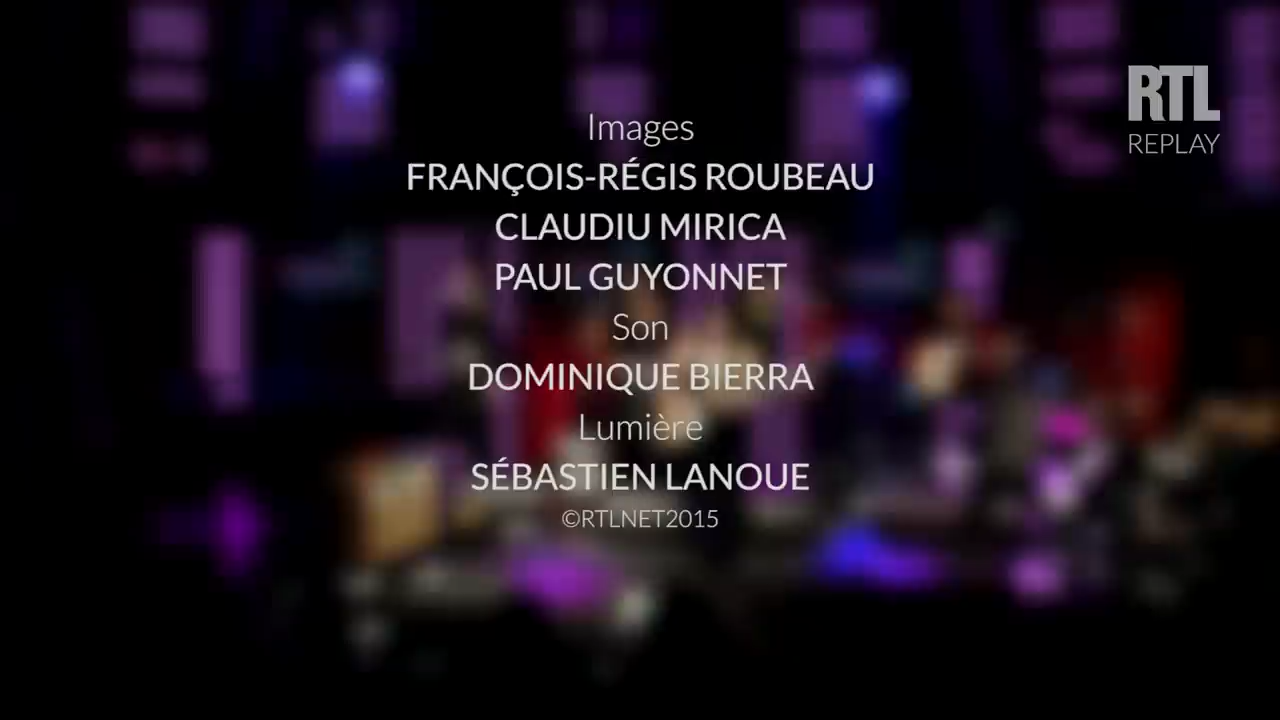 Images
FRANÇOIS-RÉGIS ROUBEAU
CLAUDIU MIRICA
PAUL GUYONNET
Son
DOMINIQUE BIERRA
Lumière
SÉBASTIEN LANOUE
©RTLNET2015
RTL
REPLAY